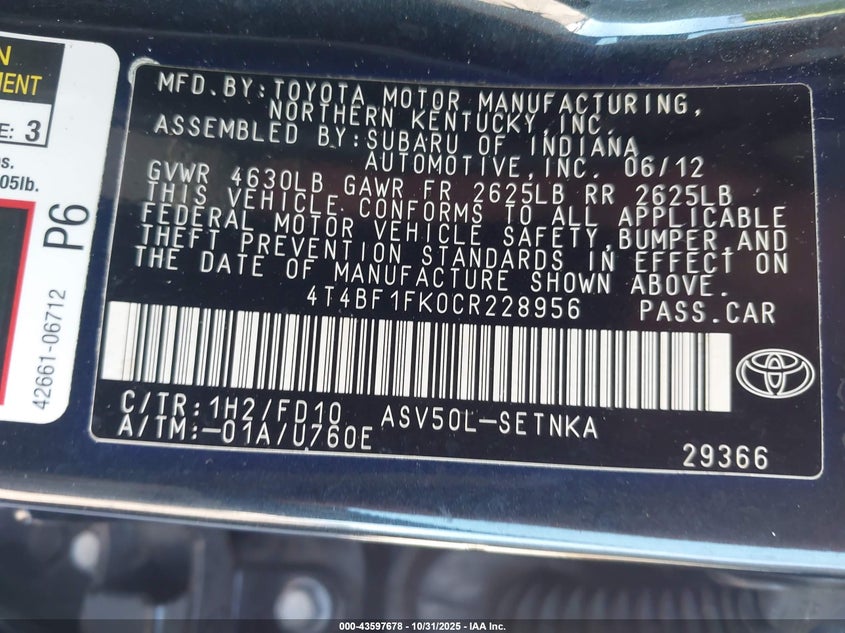 N
MENT
E: 3
s.
05lb.
P6
42661-06712
MFD.BY:TOYOTA MOTOR MANUFACTURING,
NORTHERN KENTUCKY,INC.
ASSEMBLED BY:SUBARU OF INDIANA
AUTOMOTIVE,INC. 06/12
GVWR 4630LB GAWR FR 2625LB RR 2625LB
THIS VEHICLE CONFORMS TO ALL APPLICABLE
FEDERAL MOTOR VEHICLE SAFETY,BUMPER,AND
THEFT PREVENTION STANDARDS IN EFFECT ON
THE DATE OF MANUFACTURE SHOWN ABOVE.
4T4BF1FK0CR228956 PASS.CAR
C/TR:1H2/FD10 ASV50L-SETNKA
A/TM:-01A/U760E
29366
000-43597678 | 10/31/2025 - IAA Inc.